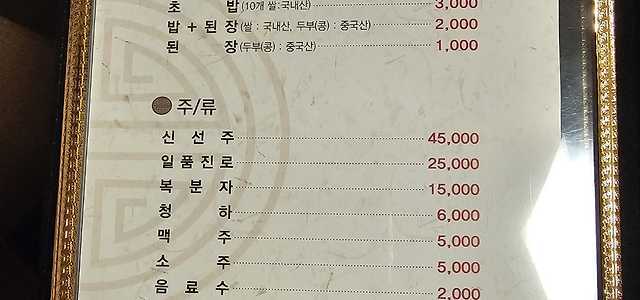 초 밥 (10개 쌀:국내산) 3,000
밥 + 된 장 (쌀 : 국내산, 두부(콩) : 중국산) 2,000
된 장 (두부(콩) : 중국산) 1,000
주/류
신 선 주 45,000
일 품 진 로 25,000
복 분 자 15,000
청 하 6,000
맥 주 5,000
소 주 5,000
음 료 수 2,000